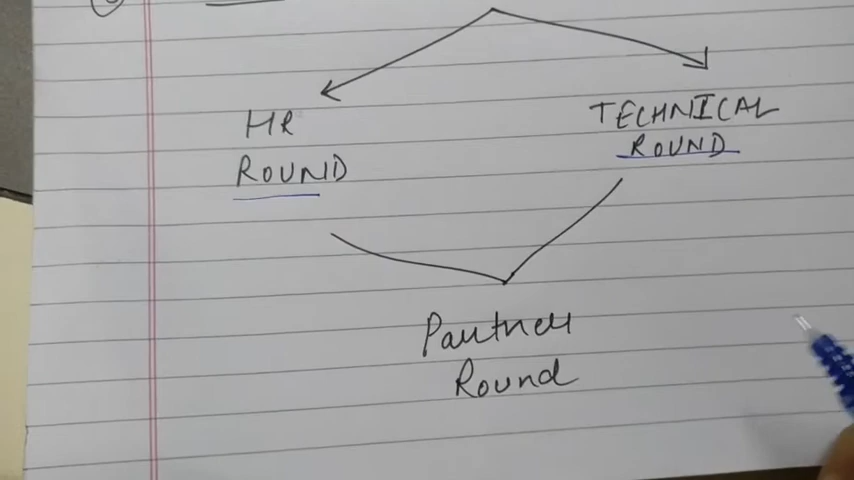 HR
ROUND
TECHNICAL
ROUND
Partner
Round